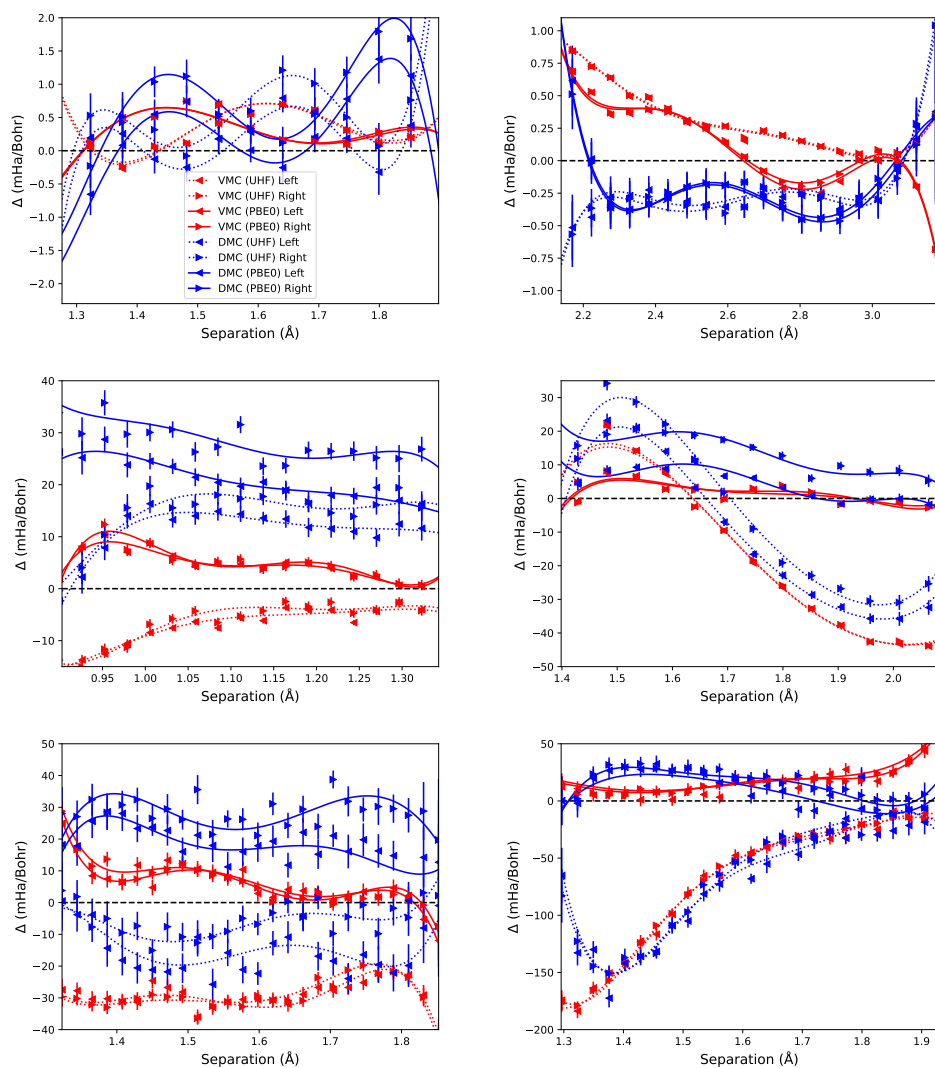 2.0
1.5
1.0
0.5
0.0
−0.5
−1.0
−1.5
−2.0
Δ (mHa/Bohr)
VMC (UHF) Left
VMC (UHF) Right
VMC (PBE0) Left
VMC (PBE0) Right
DMC (UHF) Left
DMC (UHF) Right
DMC (PBE0) Left
DMC (PBE0) Right
1.3 1.4 1.5 1.6 1.7 1.8
Separation (Å)
1.00
0.75
0.50
0.25
0.00
−0.25
−0.50
−0.75
−1.00
Δ (mHa/Bohr)
2.2 2.4 2.6 2.8 3.0
Separation (Å)
40
30
20
10
0
−10
Δ (mHa/Bohr)
0.95 1.00 1.05 1.10 1.15 1.20 1.25 1.30
Separation (Å)
30
20
10
0
−10
−20
−30
−40
−50
Δ (mHa/Bohr)
1.4 1.5 1.6 1.7 1.8 1.9 2.0
Separation (Å)
50
40
30
20
10
0
−10
−20
−30
−40
Δ (mHa/Bohr)
1.4 1.5 1.6 1.7 1.8
Separation (Å)
50
0
−50
−100
−150
−200
Δ (mHa/Bohr)
1.3 1.4 1.5 1.6 1.7 1.8 1.9
Separation (Å)